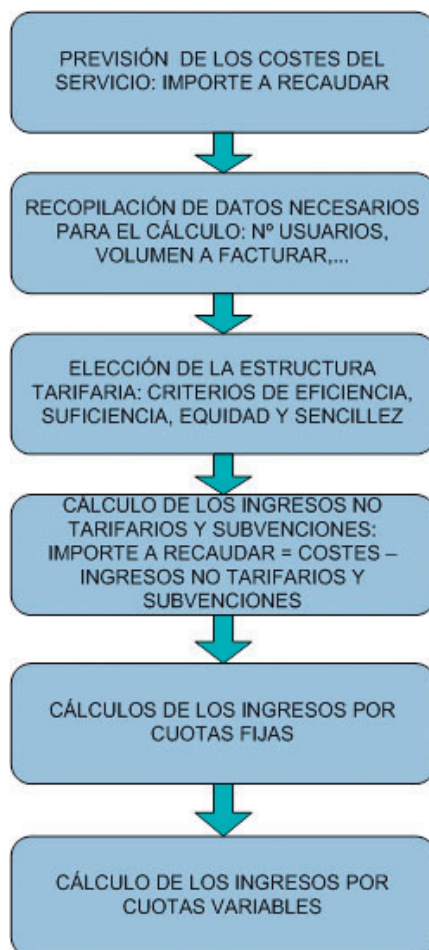 PREVISIÓN DE LOS COSTES DEL
SERVICIO: IMPORTE A RECAUDAR
RECOPILACIÓN DE DATOS NECESARIOS
PARA EL CÁLCULO: Nº USUARIOS,
VOLUMEN A FACTURAR,...
ELECCIÓN DE LA ESTRUCTURA
TARIFARIA: CRITERIOS DE EFICIENCIA,
SUFICIENCIA, EQUIDAD Y SENCILLEZ
CÁLCULO DE LOS INGRESOS NO
TARIFARIOS Y SUBVENCIONES:
IMPORTE A RECAUDAR = COSTES –
INGRESOS NO TARIFARIOS Y
SUBVENCIONES
CÁLCULOS DE LOS INGRESOS POR
CUOTAS FIJAS
CÁLCULO DE LOS INGRESOS POR
CUOTAS VARIABLES